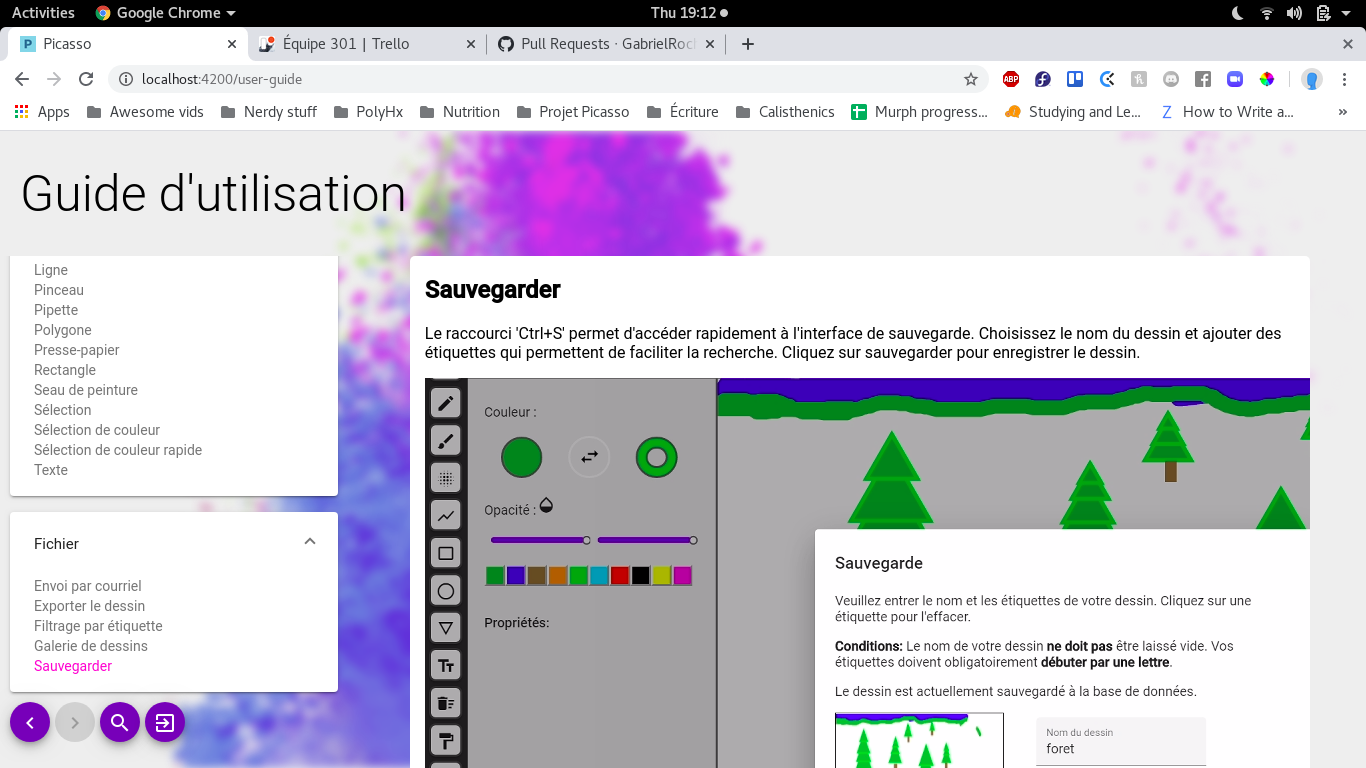 Activities Google Chrome Thu 19:12
Picasso Équipe 301 | Trello Pull Requests · GabrielRoc
localhost:4200/user-guide ABP
Apps Awesome vids Nerdy stuff PolyHx Nutrition Projet Picasso Écriture Calisthenics Murph progress... Studying and Le... How to Write a... »
Guide d'utilisation
Ligne
Pinceau
Pipette
Polygone
Presse-papier
Rectangle
Seau de peinture
Sélection
Sélection de couleur
Sélection de couleur rapide
Texte
Fichier
Envoi par courriel
Exporter le dessin
Filtrage par étiquette
Galerie de dessins
Sauvegarder
Sauvegarder
Le raccourci 'Ctrl+S' permet d'accéder rapidement à l'interface de sauvegarde. Choisissez le nom du dessin et ajouter des
étiquettes qui permettent de faciliter la recherche. Cliquez sur sauvegarder pour enregistrer le dessin.
Couleur :
Opacité :
Propriétés:
Sauvegarde
Veuillez entrer le nom et les étiquettes de votre dessin. Cliquez sur une
étiquette pour l'effacer.
Conditions: Le nom de votre dessin ne doit pas être laissé vide. Vos
étiquettes doivent obligatoirement débuter par une lettre.
Le dessin est actuellement sauvegardé à la base de données.
Nom du dessin
foret